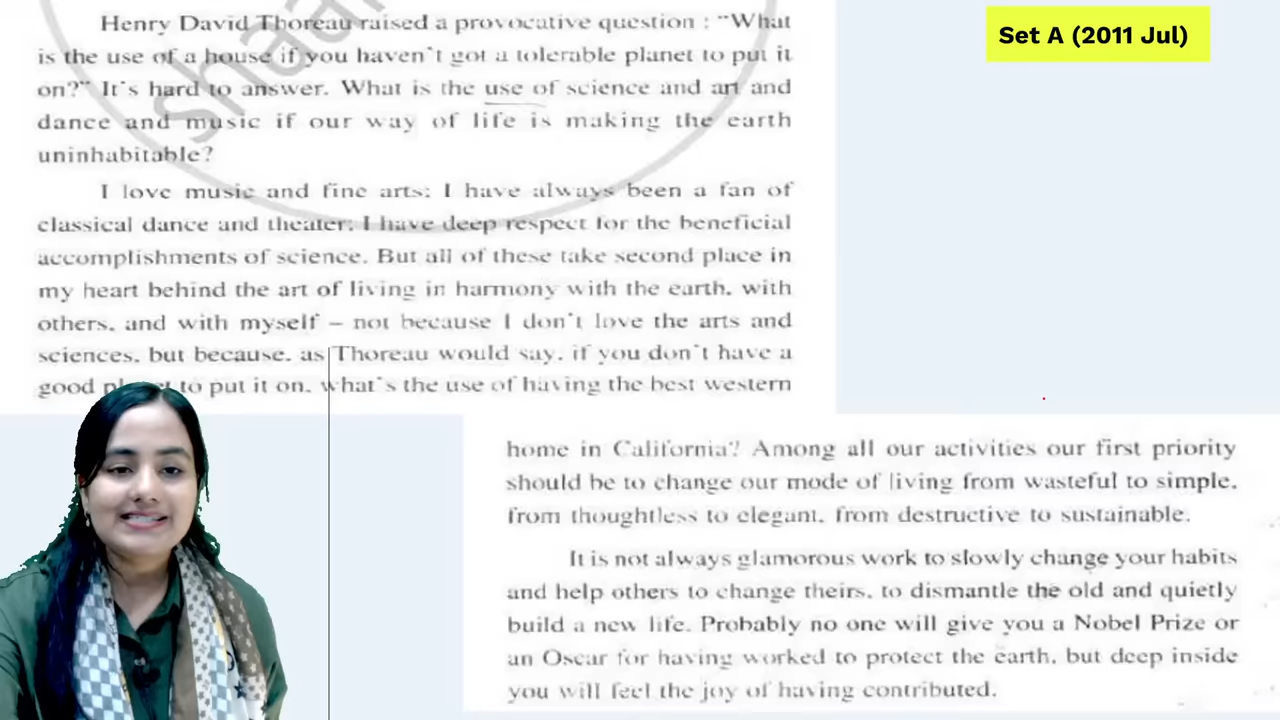 Henry David Thoreau raised a provocative question : "What
is the use of a house if you haven't got a tolerable planet to put it
on?" It's hard to answer. What is the use of science and art and
dance and music if our way of life is making the earth
uninhabitable?
I love music and fine arts; I have always been a fan of
classical dance and theater; I have deep respect for the beneficial
accomplishments of science. But all of these take second place in
my heart behind the art of living in harmony with the earth, with
others, and with myself – not because I don't love the arts and
sciences, but because, as Thoreau would say, if you don't have a
good to put it on, what's the use of having the best western
home in California? Among all our activities our first priority
should be to change our mode of living from wasteful to simple,
from thoughtless to elegant, from destructive to sustainable.
It is not always glamorous work to slowly change your habits
and help others to change theirs, to dismantle the old and quietly
build a new life. Probably no one will give you a Nobel Prize or
an Oscar for having worked to protect the earth, but deep inside
you will feel the joy of having contributed.
Set A (2011 Jul)